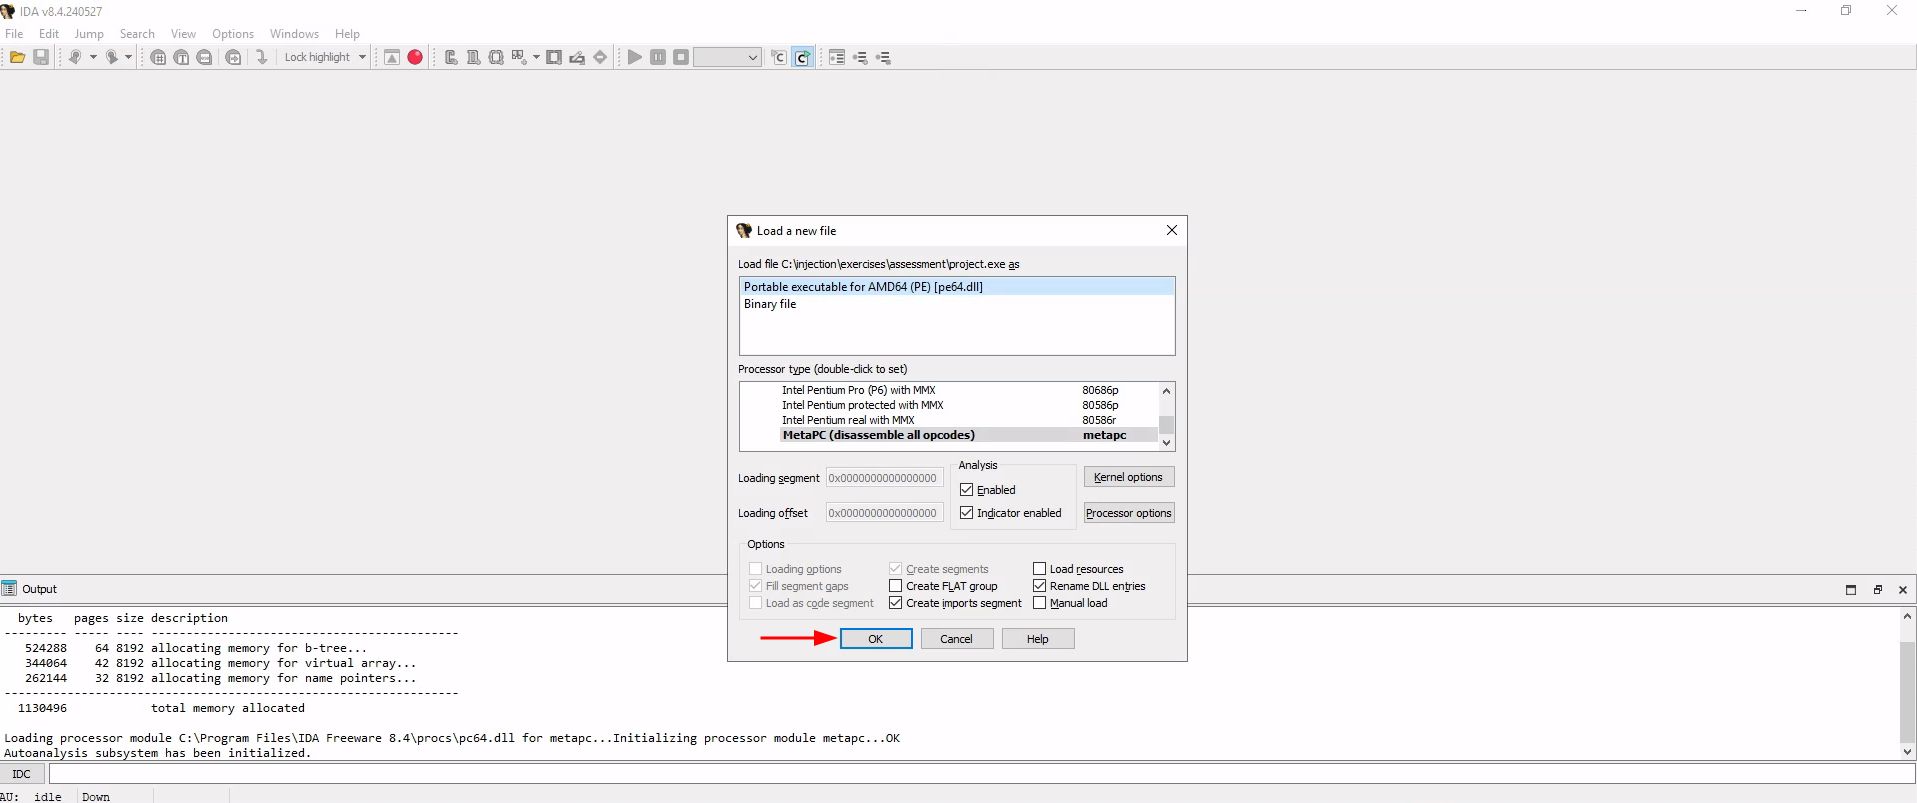 IDA v8.4.240527
File Edit Jump Search View Options Windows Help
Lock highlight
Load a new file
Load file C:\injection\exercises\assessment\project.exe as
Portable executable for AMD64 (PE) [pe64.dll]
Binary file
Processor type (double-click to set)
Intel Pentium Pro (P6) with MMX 80686p
Intel Pentium protected with MMX 80586p
Intel Pentium real with MMX 80586r
MetaPC (disassemble all opcodes) metapc
Loading segment 0x0000000000000000
Loading offset 0x0000000000000000
Analysis
Enabled
Indicator enabled
Kernel options
Processor options
Options
Loading options Create segments Load resources
Fill segment gaps Create FLAT group Rename DLL entries
Load as code segment Create imports segment Manual load
OK Cancel Help
Output
bytes pages size description
--------- ----- ---- --------------------------------------------
524288 64 8192 allocating memory for b-tree...
344064 42 8192 allocating memory for virtual array...
262144 32 8192 allocating memory for name pointers...
-----------------------------------------------------------------
1130496 total memory allocated
Loading processor module C:\Program Files\IDA Freeware 8.4\procs\pc64.dll for metapc...Initializing processor module metapc...OK
Autoanalysis subsystem has been initialized.
IDC
AU: idle Down